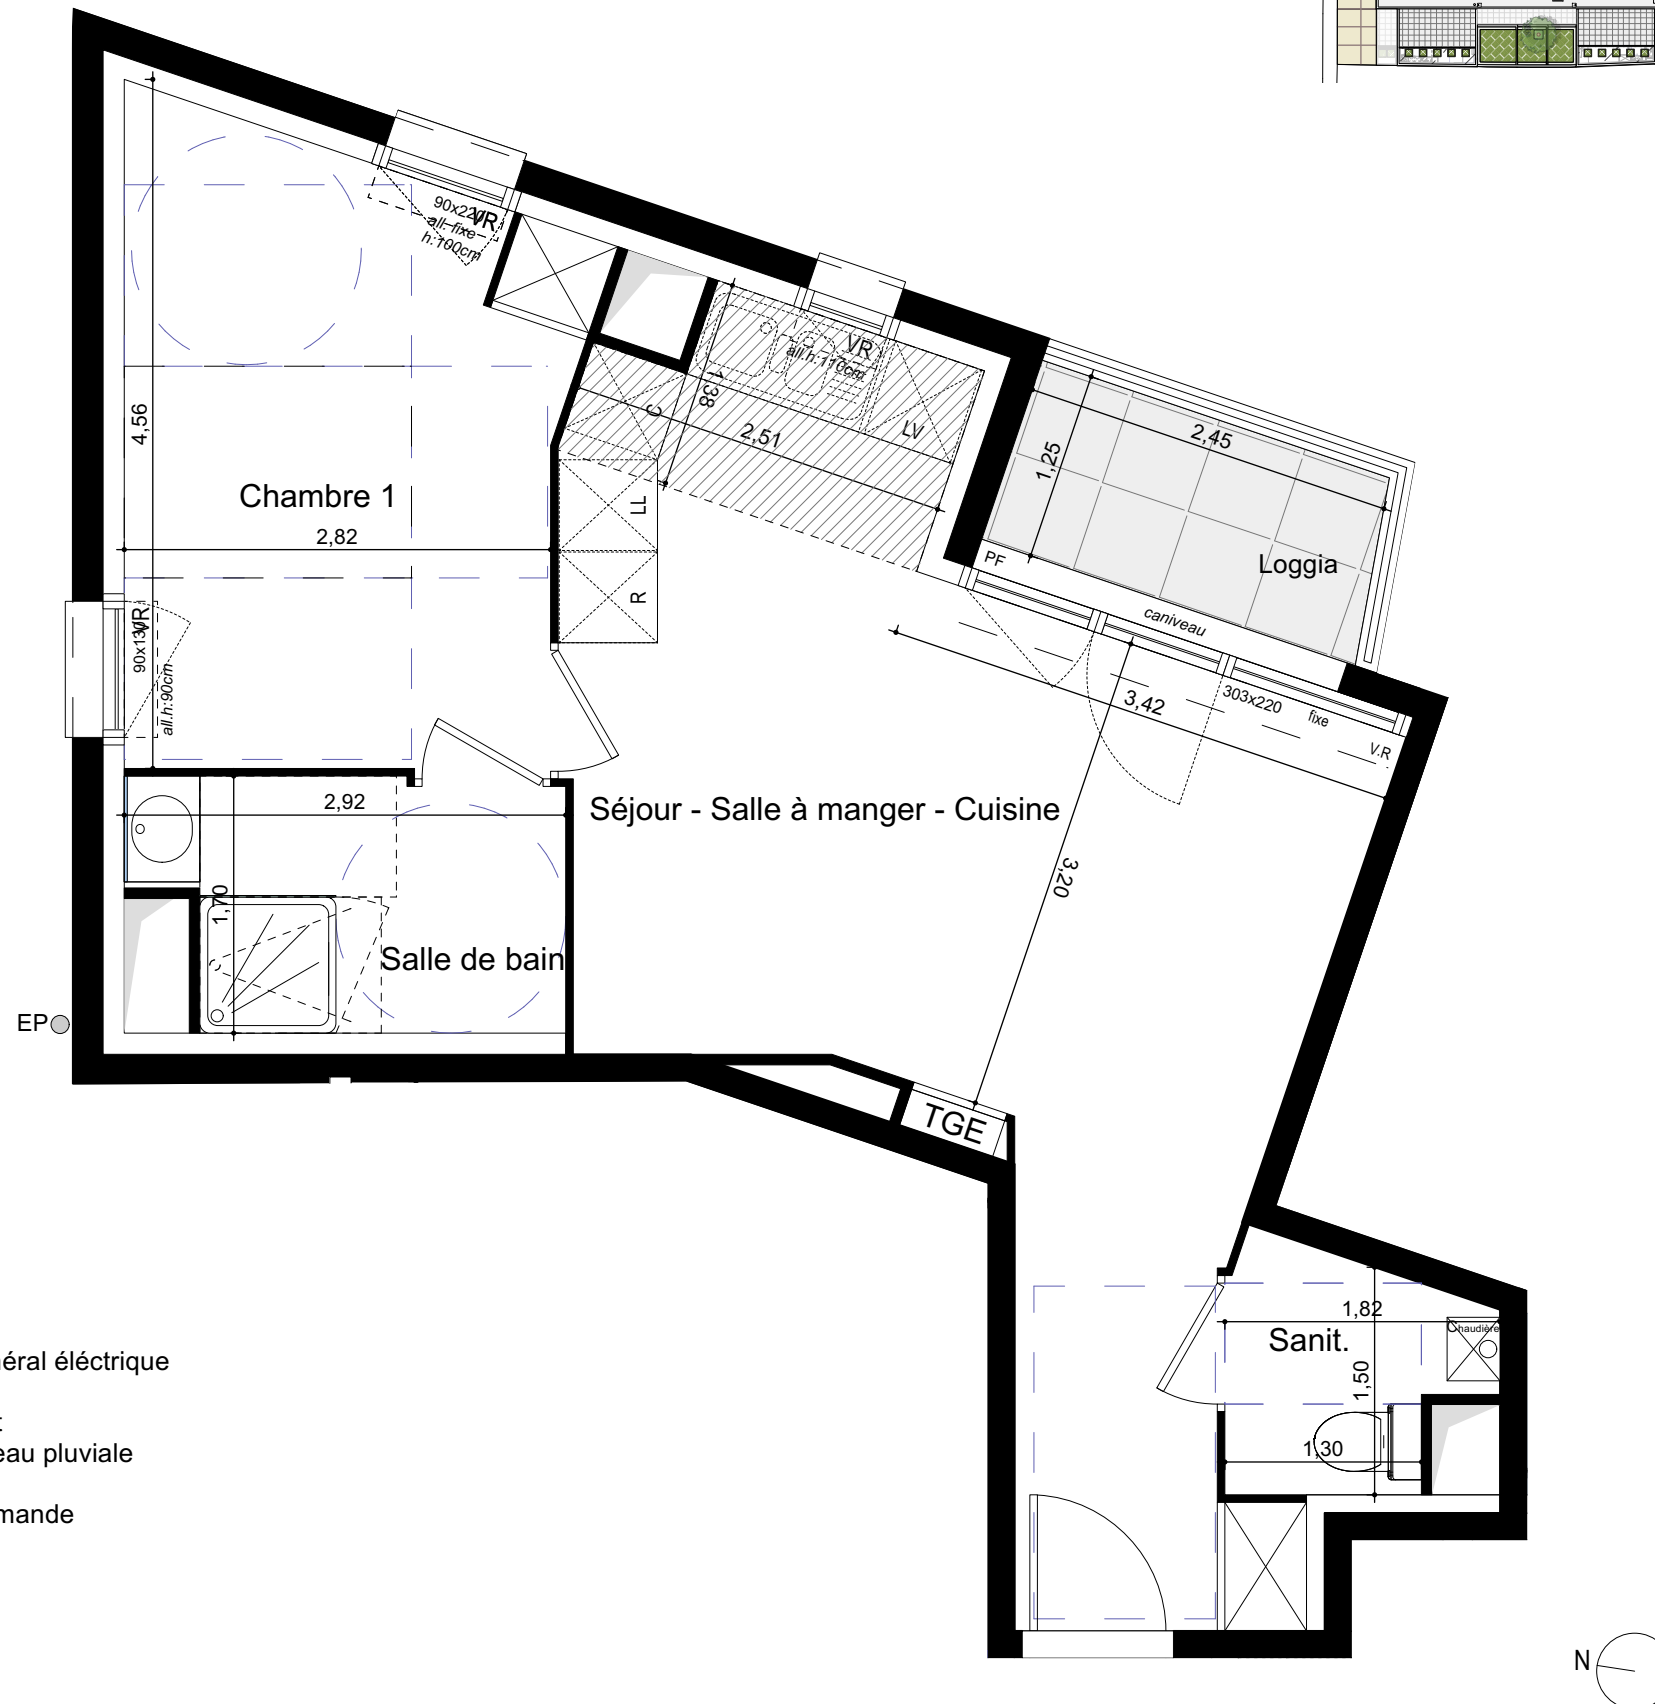 90x220
VR
all. fixe
h:100cm
VR
all.h:110cm
1,38
C
2,51
LV
4,56
2,45
1,25
Chambre 1
LL
2,82
Loggia
PF
R
caniveau
VR
90x130
all.h:90cm
3,42
303x220
fixe
V.R
2,92
Séjour - Salle à manger - Cuisine
3,20
1,70
Salle de bain
EP
TGE
1,82
Chaudière
Sanit.
1,50
éral éléctrique
1,30
eau pluviale
mande
N